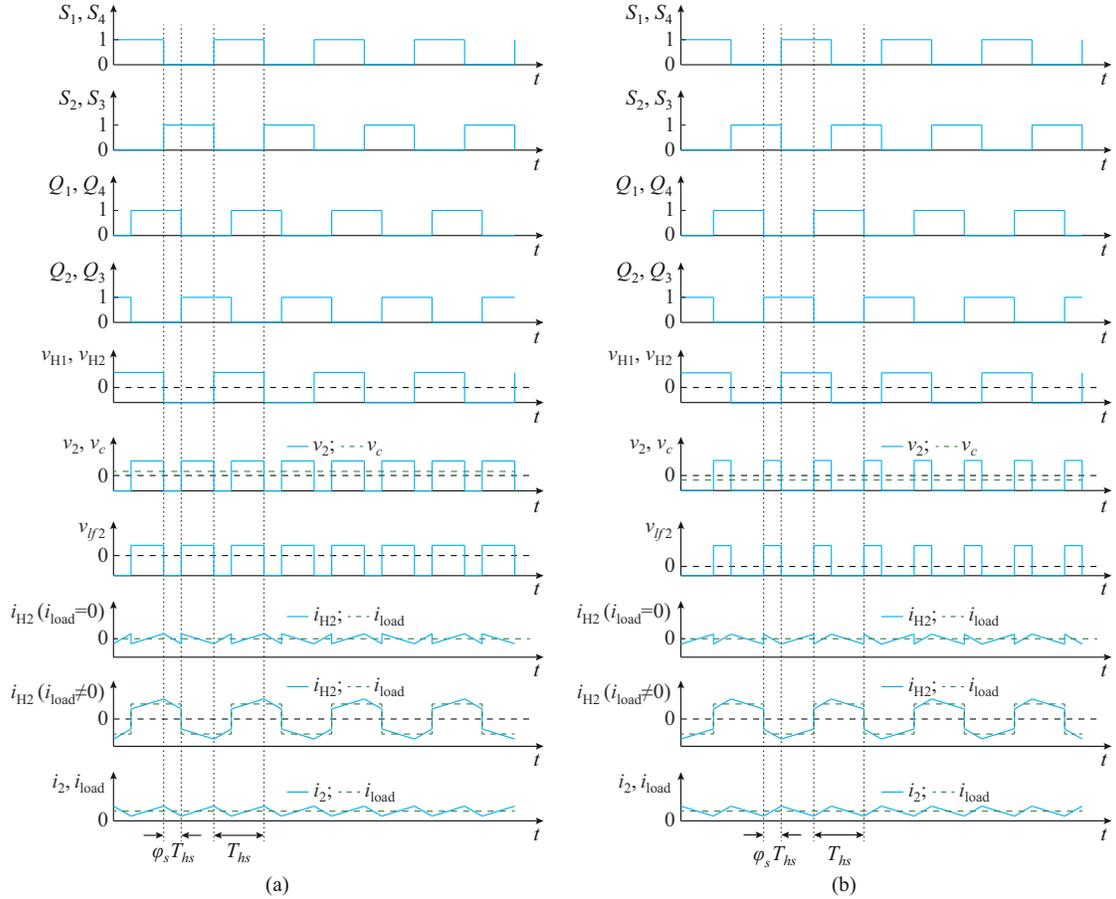 S1, S4
1
0
t
S2, S3
1
0
t
Q1, Q4
1
0
t
Q2, Q3
1
0
t
vH1, vH2
0
t
v2, vc
v2; vc
0
t
vlf2
0
t
iH2 (iload=0)
iH2; iload
0
t
iH2 (iload≠0)
iH2; iload
0
t
i2, iload
i2; iload
0
t
φsThs
Ths
(a)
S1, S4
1
0
t
S2, S3
1
0
t
Q1, Q4
1
0
t
Q2, Q3
1
0
t
vH1, vH2
0
t
v2, vc
v2; vc
0
t
vlf2
0
t
iH2 (iload=0)
iH2; iload
0
t
iH2 (iload≠0)
iH2; iload
0
t
i2, iload
i2; iload
0
t
φsThs
Ths
(b)